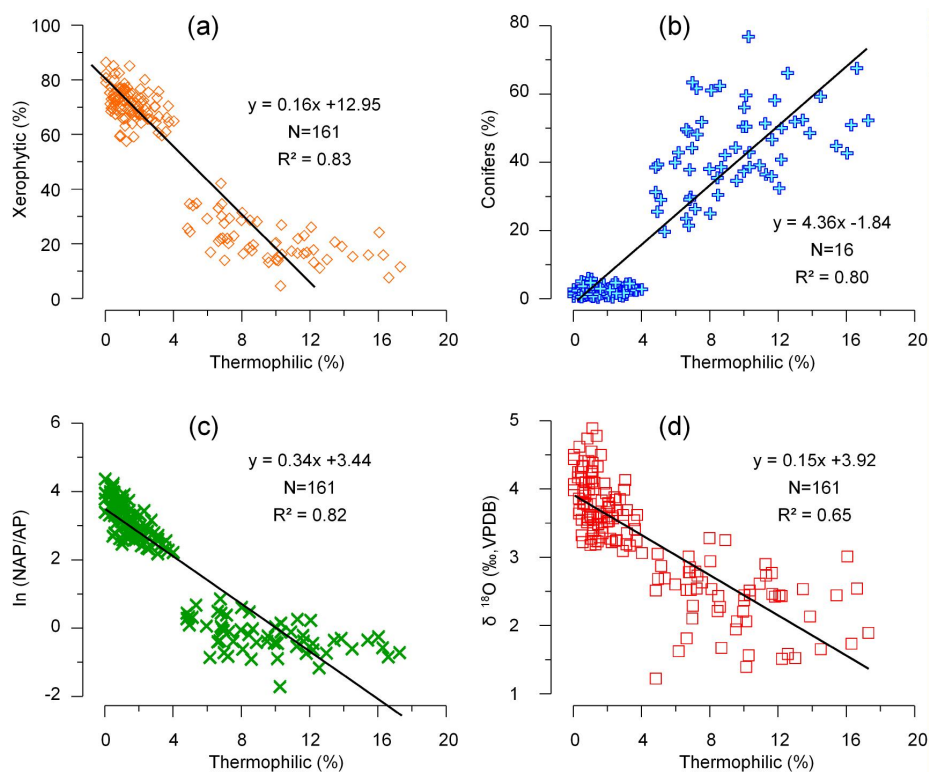 (a)
100
80
60
40
20
0
Xerophytic (%)
y = 0.16x +12.95
N=161
R² = 0.83
0 4 8 12 16 20
Thermophilic (%)
(b)
80
60
40
20
0
Conifers (%)
y = 4.36x -1.84
N=16
R² = 0.80
0 4 8 12 16 20
Thermophilic (%)
(c)
6
4
2
0
-2
ln (NAP/AP)
y = 0.34x +3.44
N=161
R² = 0.82
0 4 8 12 16 20
Thermophilic (%)
(d)
5
4
3
2
1
δ ¹⁸O (‰, VPDB)
y = 0.15x +3.92
N=161
R² = 0.65
0 4 8 12 16 20
Thermophilic (%)